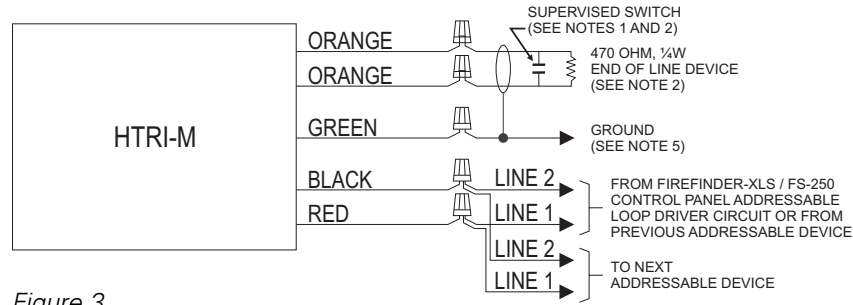 SUPERVISED SWITCH
(SEE NOTES 1 AND 2)
470 OHM, ¼W
END OF LINE DEVICE
(SEE NOTE 2)
ORANGE
ORANGE
HTRI-M
GREEN
GROUND
(SEE NOTE 5)
BLACK
LINE 2
RED
LINE 1
FROM FIREFINDER-XLS / FS-250
CONTROL PANEL ADDRESSABLE
LOOP DRIVER CIRCUIT OR FROM
PREVIOUS ADDRESSABLE DEVICE
LINE 2
LINE 1
TO NEXT
ADDRESSABLE DEVICE
Figure 3